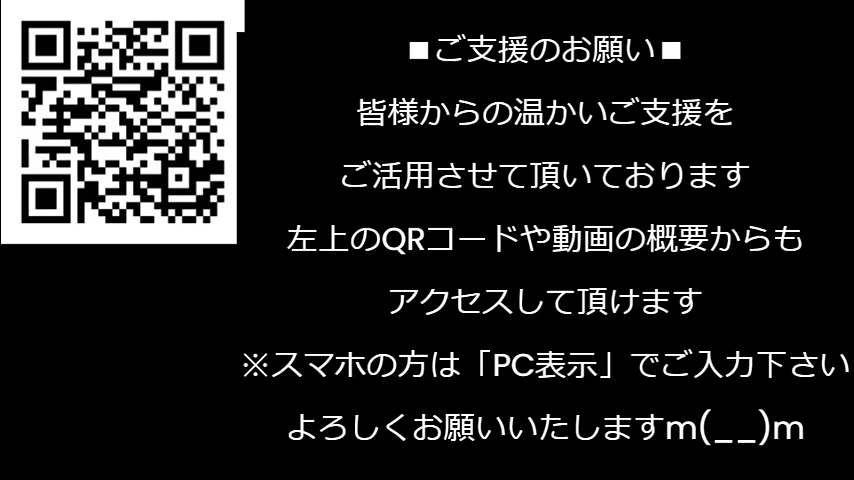 ■ご支援のお願い■
皆様からの温かいご支援を
ご活用させて頂いております
左上のQRコードや動画の概要からも
アクセスして頂けます
※スマホの方は「PC表示」でご入力下さい
よろしくお願いいたしますm(__)m